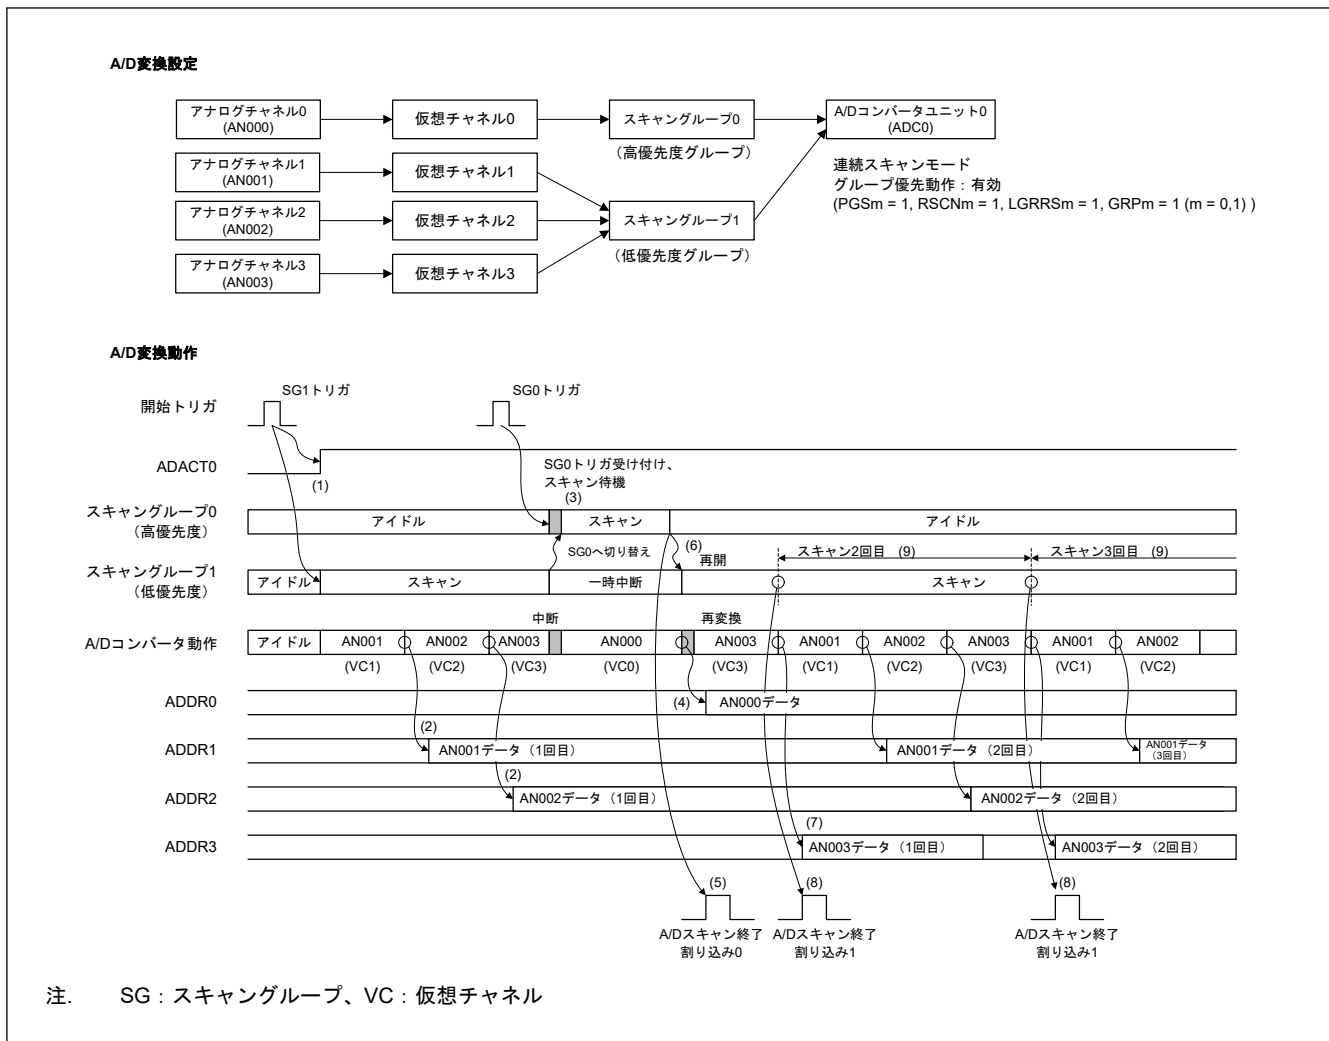 A/D変換設定
アナログチャネル0
(AN000)
仮想チャネル0
スキャングループ0
(高優先度グループ)
A/Dコンバータユニット0
(ADC0)
アナログチャネル1
(AN001)
仮想チャネル1
連続スキャンモード
グループ優先動作：有効
(PGSm = 1, RSCNm = 1, LGRRSm = 1, GRPm = 1 (m = 0,1) )
アナログチャネル2
(AN002)
仮想チャネル2
スキャングループ1
(低優先度グループ)
アナログチャネル3
(AN003)
仮想チャネル3
A/D変換動作
開始トリガ
SG1トリガ
SG0トリガ
ADACT0
(1)
SG0トリガ受け付け、
スキャン待機
(3)
スキャングループ0
（高優先度）
アイドル
スキャン
アイドル
SG0へ切り替え
(6)
再開
スキャン2回目 (9)
スキャン3回目 (9)
スキャングループ1
（低優先度）
アイドル
スキャン
一時中断
スキャン
中断
再変換
A/Dコンバータ動作
アイドル
AN001
AN002
AN003
AN000
AN003
AN001
AN002
AN003
AN001
AN002
(VC1)
(VC2)
(VC3)
(VC0)
(VC3)
(VC1)
(VC2)
(VC3)
(VC1)
(VC2)
ADDR0
(4)
AN000データ
ADDR1
(2)
AN001データ（1回目）
AN001データ（2回目）
AN001データ
（3回目）
ADDR2
(2)
AN002データ（1回目）
AN002データ（2回目）
ADDR3
(7)
AN003データ（1回目）
AN003データ（2回目）
(5)
(8)
(8)
A/Dスキャン終了
割り込み0
A/Dスキャン終了
割り込み1
A/Dスキャン終了
割り込み1
注. SG：スキャングループ、VC：仮想チャネル